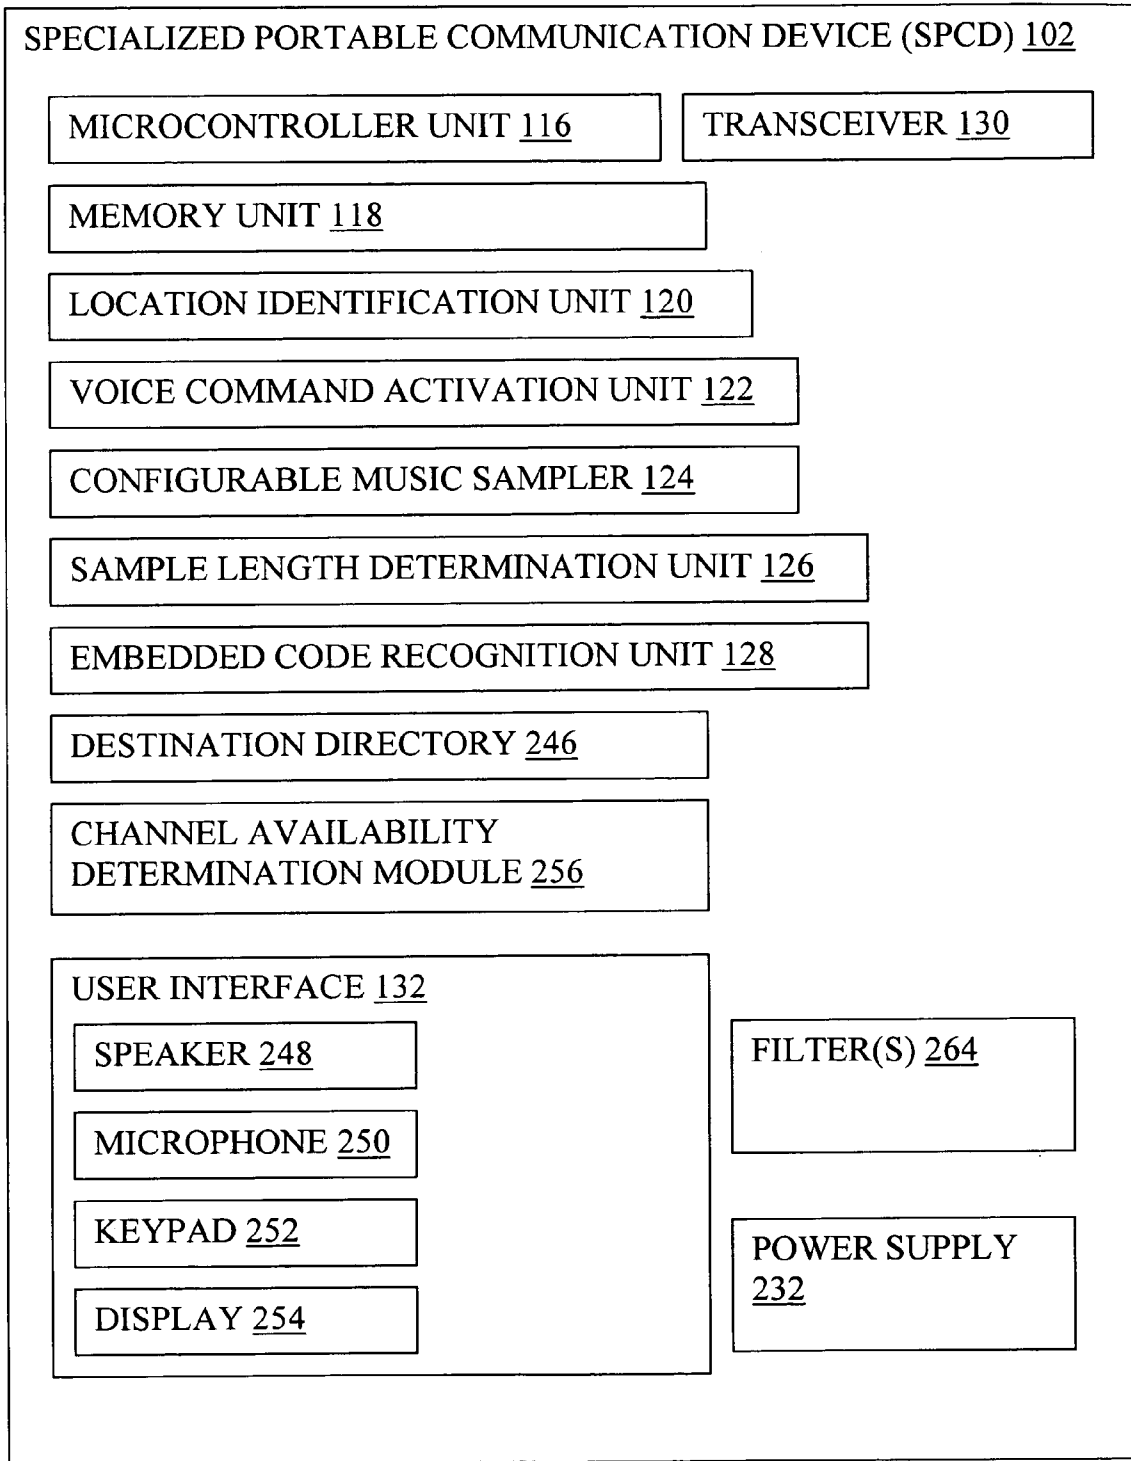 SPECIALIZED PORTABLE COMMUNICATION DEVICE (SPCD) 102
MICROCONTROLLER UNIT 116
TRANSCEIVER 130
MEMORY UNIT 118
LOCATION IDENTIFICATION UNIT 120
VOICE COMMAND ACTIVATION UNIT 122
CONFIGURABLE MUSIC SAMPLER 124
SAMPLE LENGTH DETERMINATION UNIT 126
EMBEDDED CODE RECOGNITION UNIT 128
DESTINATION DIRECTORY 246
CHANNEL AVAILABILITY
DETERMINATION MODULE 256
USER INTERFACE 132
SPEAKER 248
MICROPHONE 250
KEYPAD 252
DISPLAY 254
FILTER(S) 264
POWER SUPPLY
232